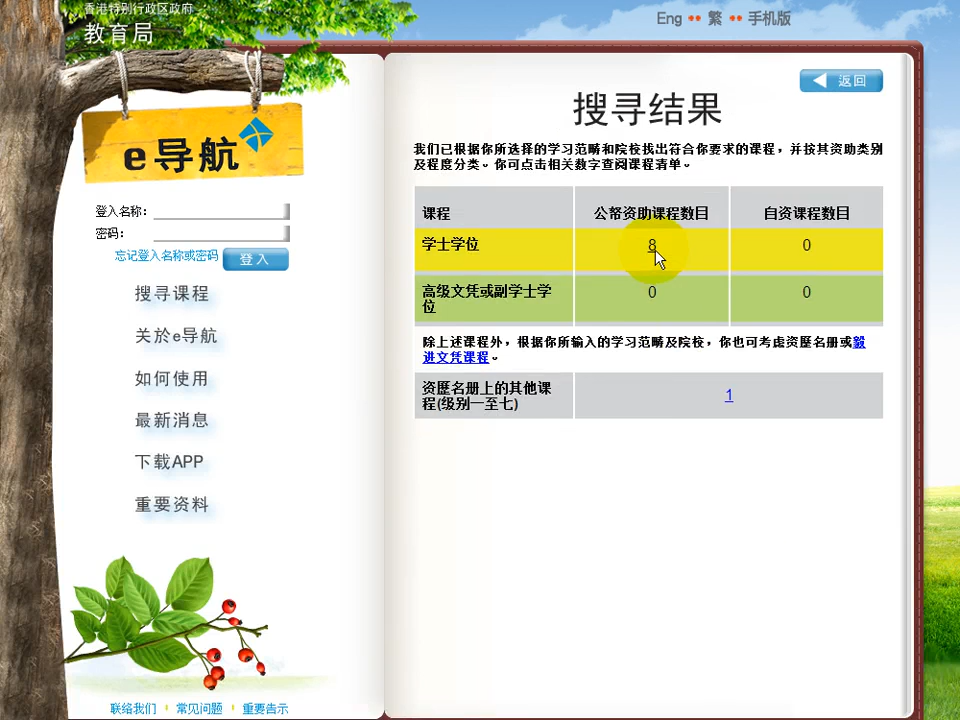 香港特别行政区政府
教育局
Eng 繁 手机版
e导航
登入名称:
密码:
忘记登入名称或密码 登入
搜寻课程
关於e导航
如何使用
最新消息
下载APP
重要资料
联络我们 常见问题 重要告示
返回
搜寻结果
我们已根据你所选择的学习范畴和院校找出符合你要求的课程，并按其资助类别
及程度分类。你可点击相关数字查阅课程清单。
课程 公帑资助课程数目 自资课程数目
学士学位 8 0
高级文凭或副学士学
位 0 0
除上述课程外，根据你所输入的学习范畴及院校，你也可考虑资历名册或毅
进文凭课程。
资历名册上的其他课
程(级别一至七) 1